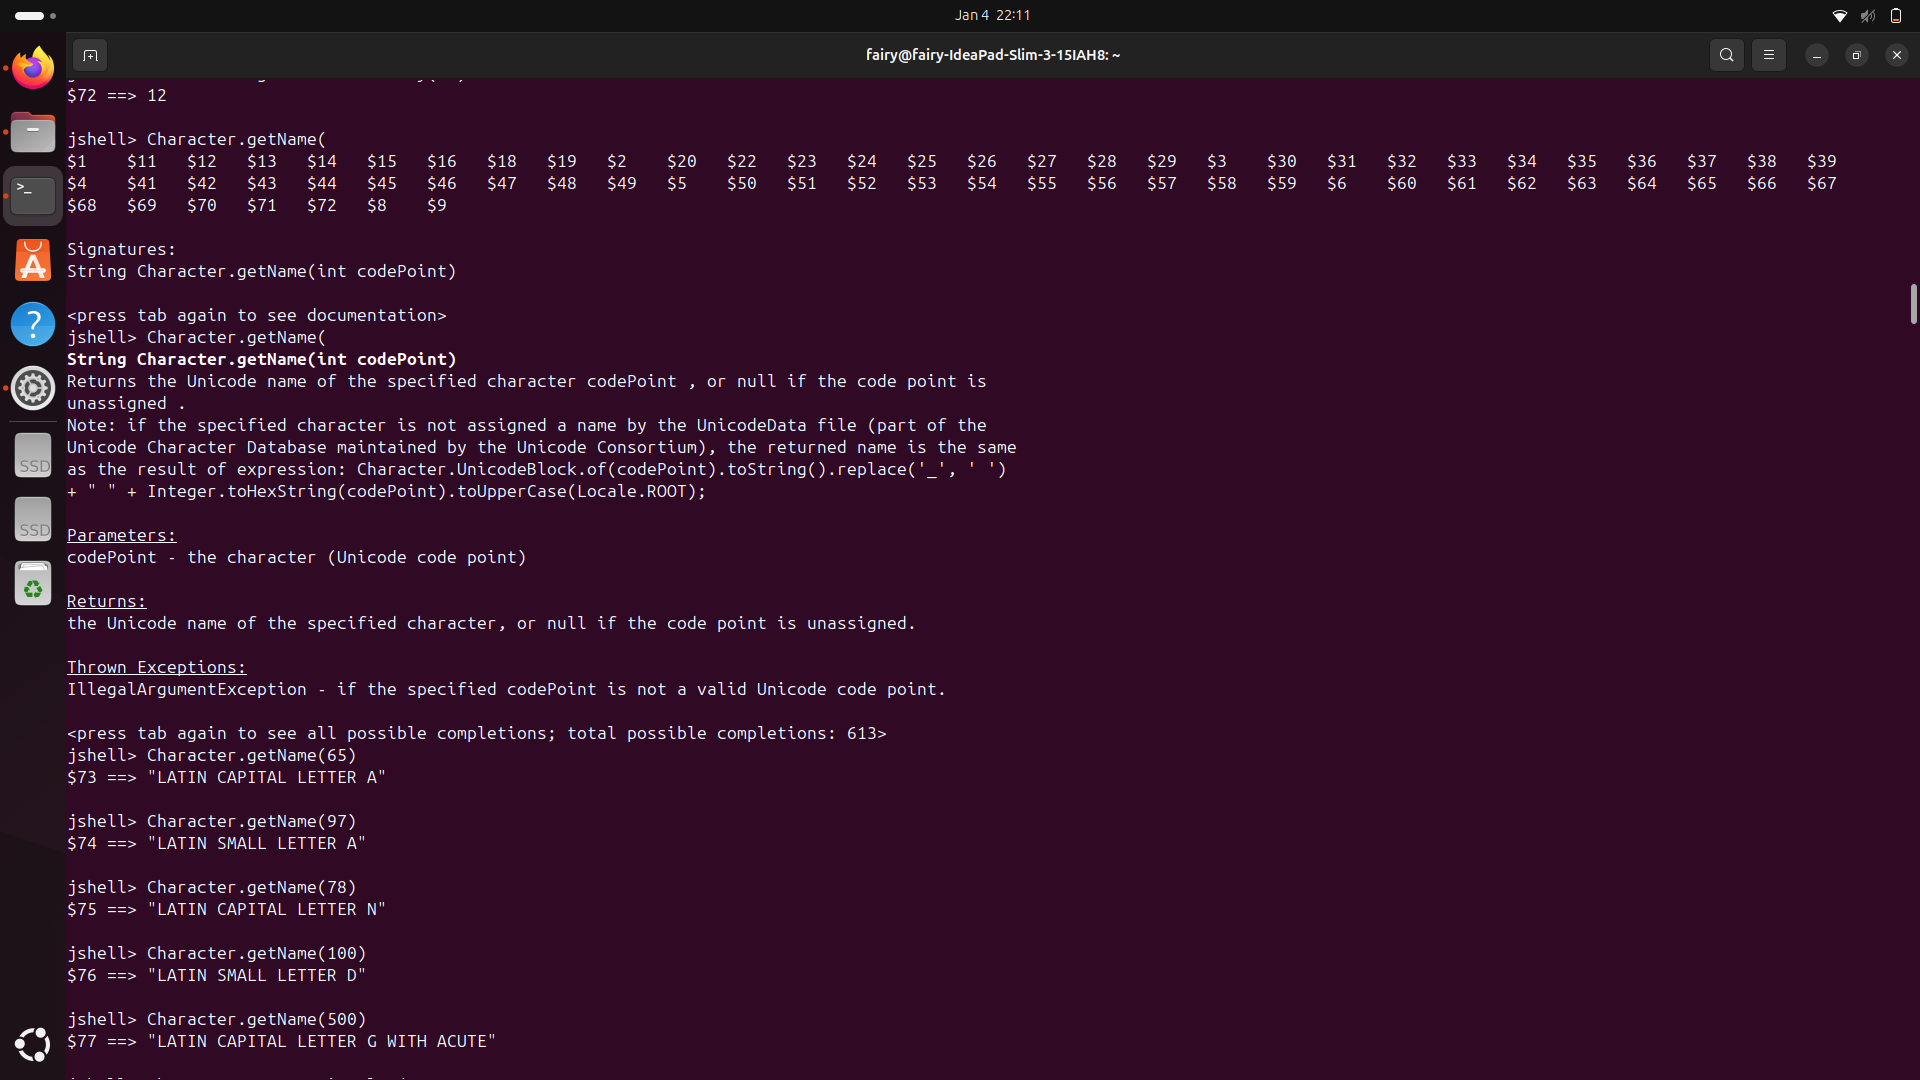 Jan 4 22:11
fairy@fairy-IdeaPad-Slim-3-15IAH8: ~
$72 ==> 12
jshell> Character.getName(
$1 $11 $12 $13 $14 $15 $16 $18 $19 $2 $20 $22 $23 $24 $25 $26 $27 $28 $29 $3 $30 $31 $32 $33 $34 $35 $36 $37 $38 $39
$4 $41 $42 $43 $44 $45 $46 $47 $48 $49 $5 $50 $51 $52 $53 $54 $55 $56 $57 $58 $59 $6 $60 $61 $62 $63 $64 $65 $66 $67
$68 $69 $70 $71 $72 $8 $9
Signatures:
String Character.getName(int codePoint)
<press tab again to see documentation>
jshell> Character.getName(
String Character.getName(int codePoint)
Returns the Unicode name of the specified character codePoint , or null if the code point is
unassigned .
Note: if the specified character is not assigned a name by the UnicodeData file (part of the
Unicode Character Database maintained by the Unicode Consortium), the returned name is the same
as the result of expression: Character.UnicodeBlock.of(codePoint).toString().replace('_', ' ')
+ " " + Integer.toHexString(codePoint).toUpperCase(Locale.ROOT);
Parameters:
codePoint - the character (Unicode code point)
Returns:
the Unicode name of the specified character, or null if the code point is unassigned.
Thrown Exceptions:
IllegalArgumentException - if the specified codePoint is not a valid Unicode code point.
<press tab again to see all possible completions; total possible completions: 613>
jshell> Character.getName(65)
$73 ==> "LATIN CAPITAL LETTER A"
jshell> Character.getName(97)
$74 ==> "LATIN SMALL LETTER A"
jshell> Character.getName(78)
$75 ==> "LATIN CAPITAL LETTER N"
jshell> Character.getName(100)
$76 ==> "LATIN SMALL LETTER D"
jshell> Character.getName(500)
$77 ==> "LATIN CAPITAL LETTER G WITH ACUTE"
>_
?
SSD
SSD